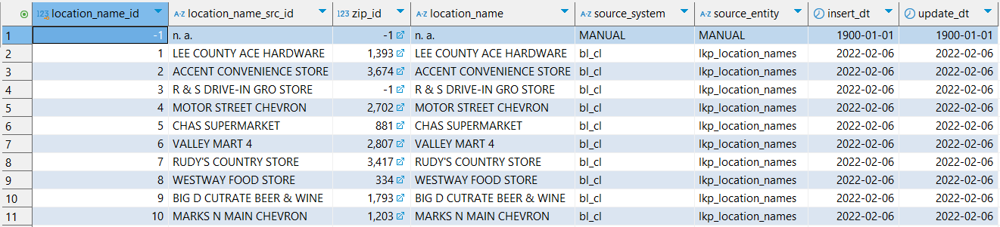 123 location_name_id A-Z location_name_src_id 123 zip_id A-Z location_name A-Z source_system A-Z source_entity insert_dt update_dt
1 -1 n. a. -1 n. a. MANUAL MANUAL 1900-01-01 1900-01-01
2 1 LEE COUNTY ACE HARDWARE 1,393 LEE COUNTY ACE HARDWARE bl_cl lkp_location_names 2022-02-06 2022-02-06
3 2 ACCENT CONVENIENCE STORE 3,674 ACCENT CONVENIENCE STORE bl_cl lkp_location_names 2022-02-06 2022-02-06
4 3 R & S DRIVE-IN GRO STORE -1 R & S DRIVE-IN GRO STORE bl_cl lkp_location_names 2022-02-06 2022-02-06
5 4 MOTOR STREET CHEVRON 2,702 MOTOR STREET CHEVRON bl_cl lkp_location_names 2022-02-06 2022-02-06
6 5 CHAS SUPERMARKET 881 CHAS SUPERMARKET bl_cl lkp_location_names 2022-02-06 2022-02-06
7 6 VALLEY MART 4 2,807 VALLEY MART 4 bl_cl lkp_location_names 2022-02-06 2022-02-06
8 7 RUDY'S COUNTRY STORE 3,417 RUDY'S COUNTRY STORE bl_cl lkp_location_names 2022-02-06 2022-02-06
9 8 WESTWAY FOOD STORE 334 WESTWAY FOOD STORE bl_cl lkp_location_names 2022-02-06 2022-02-06
10 9 BIG D CUTRATE BEER & WINE 1,793 BIG D CUTRATE BEER & WINE bl_cl lkp_location_names 2022-02-06 2022-02-06
11 10 MARKS N MAIN CHEVRON 1,203 MARKS N MAIN CHEVRON bl_cl lkp_location_names 2022-02-06 2022-02-06